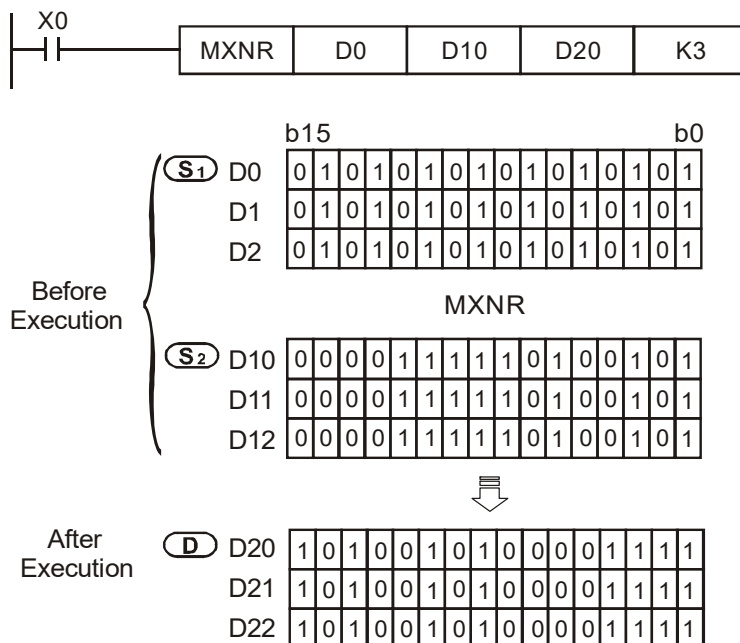 X0
MXNR D0 D10 D20 K3
b15 b0
S1 D0 0 1 0 1 0 1 0 1 0 1 0 1 0 1 0 1
D1 0 1 0 1 0 1 0 1 0 1 0 1 0 1 0 1
D2 0 1 0 1 0 1 0 1 0 1 0 1 0 1 0 1
Before
Execution
MXNR
S2 D10 0 0 0 0 1 1 1 1 1 0 1 0 0 1 0 1
D11 0 0 0 0 1 1 1 1 1 0 1 0 0 1 0 1
D12 0 0 0 0 1 1 1 1 1 0 1 0 0 1 0 1
After
Execution
D D20 1 0 1 0 0 1 0 1 0 0 0 0 1 1 1 1
D21 1 0 1 0 0 1 0 1 0 0 0 0 1 1 1 1
D22 1 0 1 0 0 1 0 1 0 0 0 0 1 1 1 1